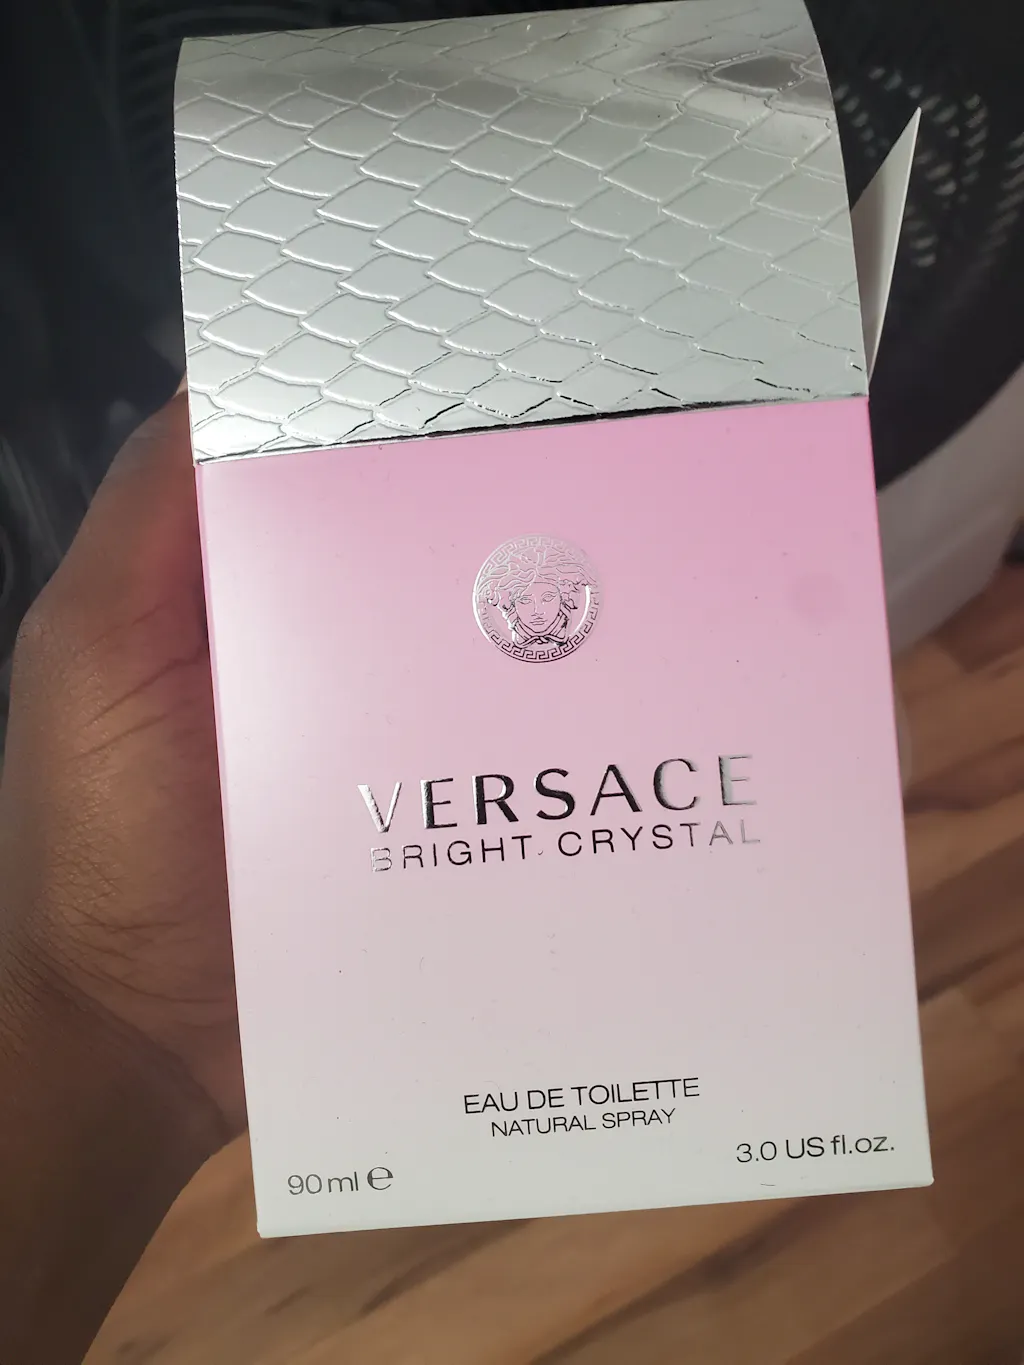 VERSACE
BRIGHT CRYSTAL
EAU DE TOILETTE
NATURAL SPRAY
90 ml ℮
3.0 US fl.oz.